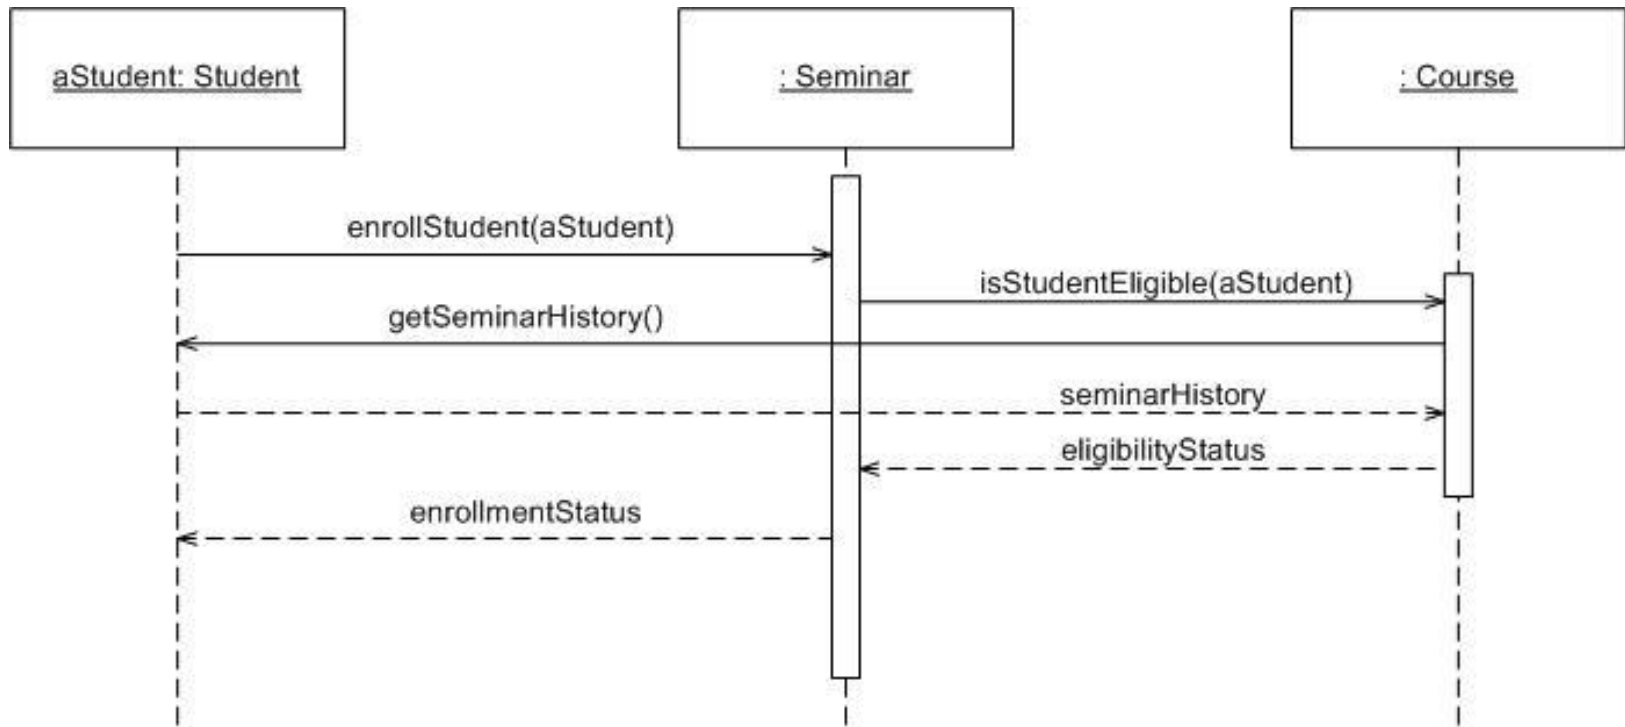 aStudent: Student
: Seminar
: Course
enrollStudent(aStudent)
isStudentEligible(aStudent)
getSeminarHistory()
seminarHistory
eligibilityStatus
enrollmentStatus